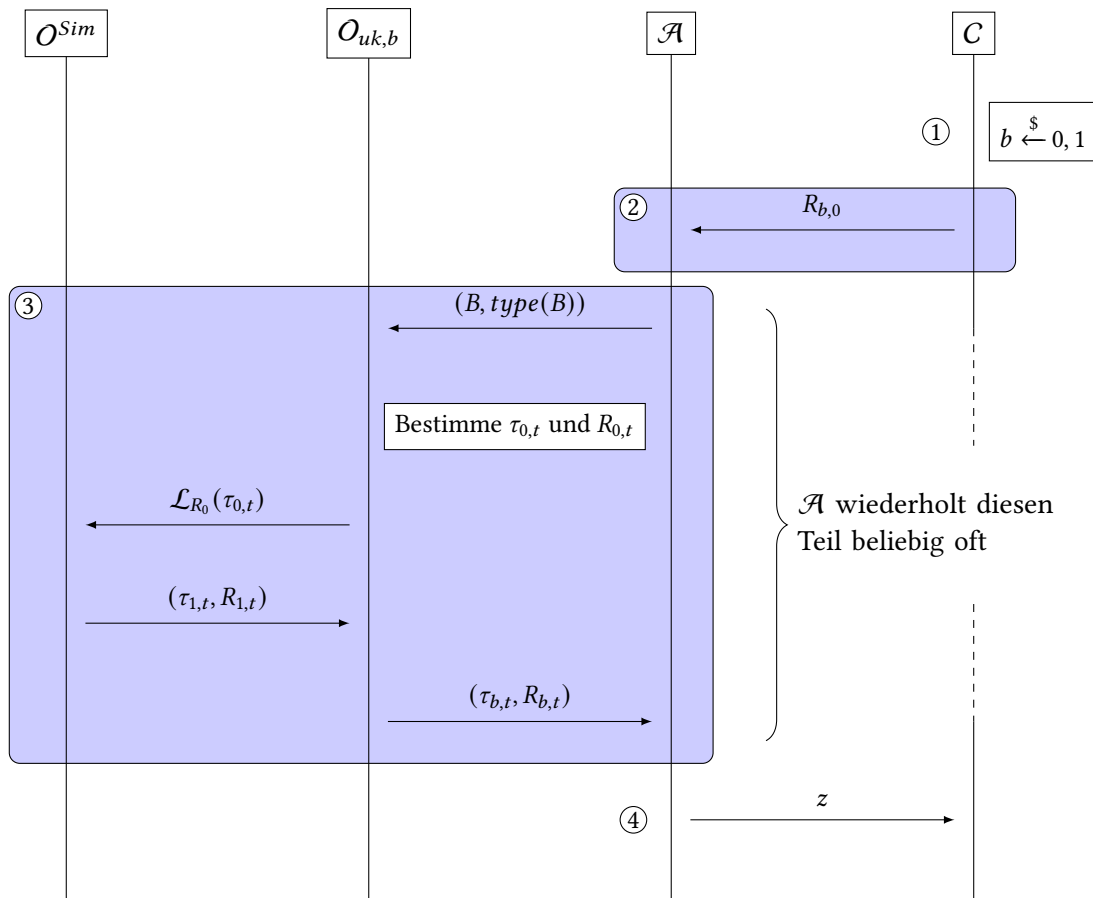 𝒪^{Sim} 𝒪_{uk,b} 𝒜 𝒞
①
b ←$ 0, 1
②
R_{b,0}
③
(B, type(B))
Bestimme τ_{0,t} und R_{0,t}
ℒ_{R_0}(τ_{0,t})
𝒜 wiederholt diesen
Teil beliebig oft
(τ_{1,t}, R_{1,t})
(τ_{b,t}, R_{b,t})
④
z